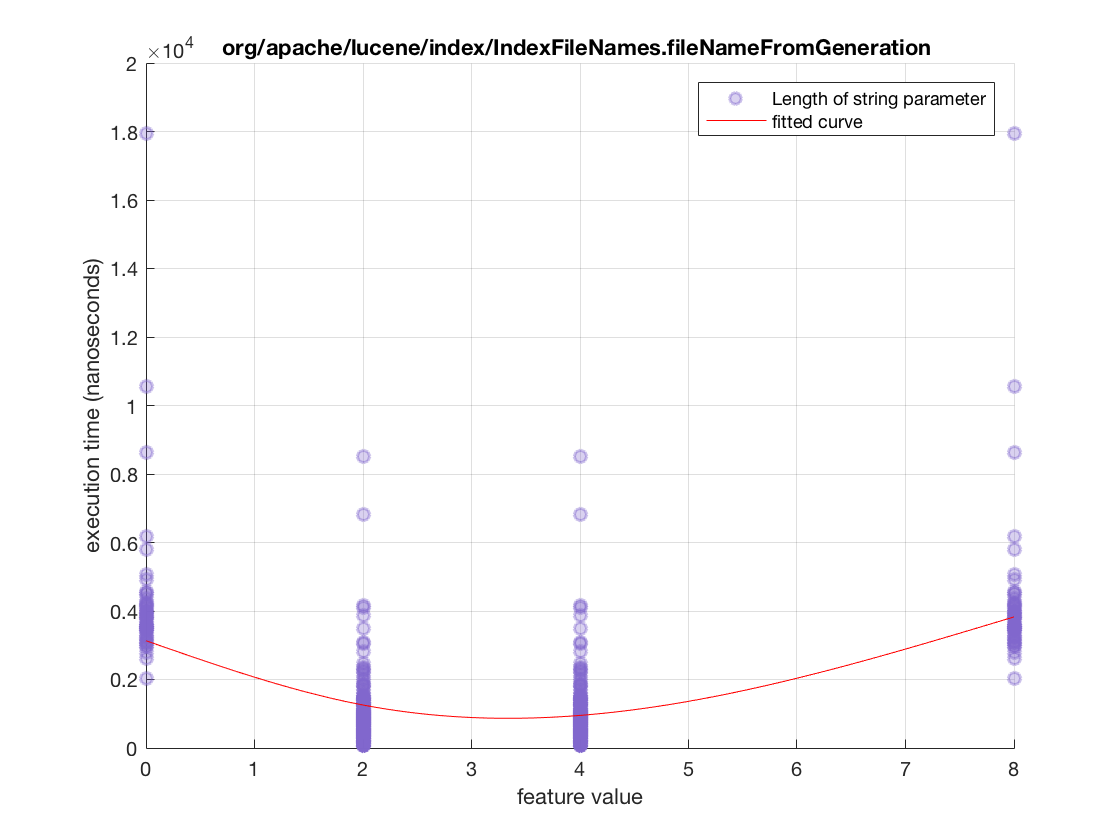 org/apache/lucene/index/IndexFileNames.fileNameFromGeneration
×10⁴
Length of string parameter
fitted curve
2
1.8
1.6
1.4
1.2
1
0.8
0.6
0.4
0.2
0
execution time (nanoseconds)
0 1 2 3 4 5 6 7 8
feature value